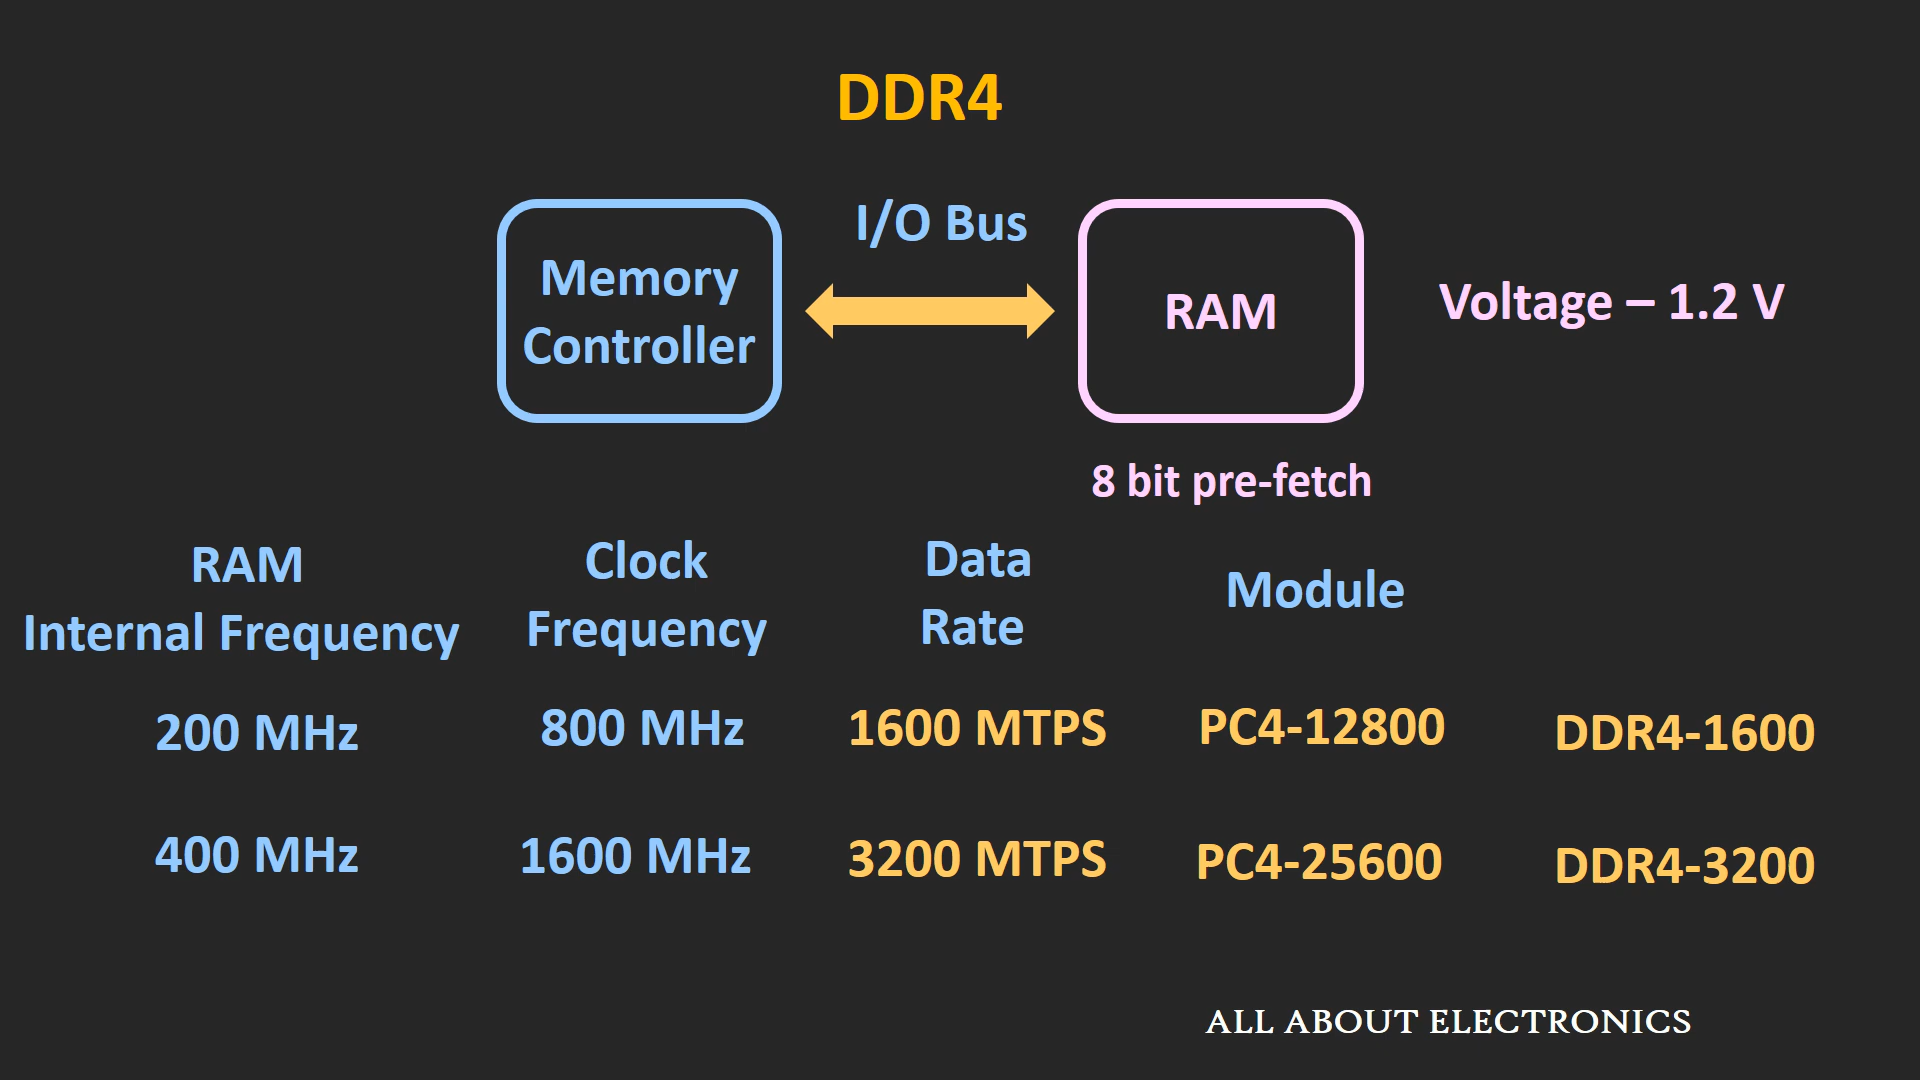 DDR4
I/O Bus
Memory
Controller
RAM
Voltage – 1.2 V
8 bit pre-fetch
RAM
Internal Frequency
Clock
Frequency
Data
Rate
Module
200 MHz
800 MHz
1600 MTPS
PC4-12800
DDR4-1600
400 MHz
1600 MHz
3200 MTPS
PC4-25600
DDR4-3200
ALL ABOUT ELECTRONICS